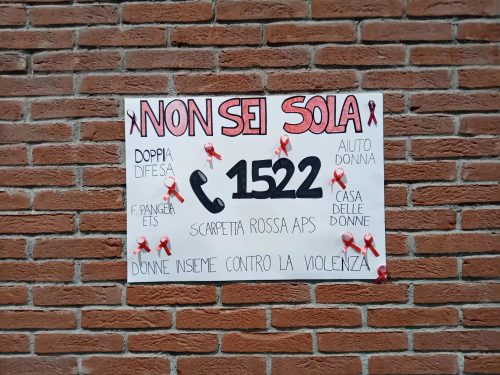 NON SEI SOLA
DOPPIA
DIFESA
AIUTO
DONNA
1522
F. PANGEA
ETS
CASA
DELLE
DONNE
SCARPETTA ROSSA APS
DONNE INSIEME CONTRO LA VIOLENZA